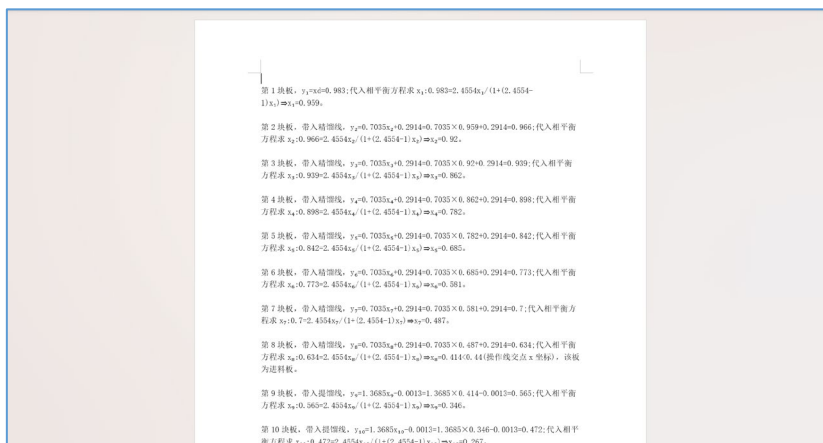 第 1 块板，y₁=xd=0.983;代入相平衡方程求 x₁:0.983=2.4554x₁/(1+(2.4554-
1)x₁)⇒x₁=0.959。
第 2 块板，带入精馏线，y₂=0.7035x₂+0.2914=0.7035×0.959+0.2914=0.966;代入相平衡
方程求 x₂:0.966=2.4554x₂/(1+(2.4554-1)x₂)⇒x₂=0.92。
第 3 块板，带入精馏线，y₃=0.7035x₃+0.2914=0.7035×0.92+0.2914=0.939;代入相平衡
方程求 x₃:0.939=2.4554x₃/(1+(2.4554-1)x₃)⇒x₃=0.862。
第 4 块板，带入精馏线，y₄=0.7035x₄+0.2914=0.7035×0.862+0.2914=0.898;代入相平衡
方程求 x₄:0.898=2.4554x₄/(1+(2.4554-1)x₄)⇒x₄=0.782。
第 5 块板，带入精馏线，y₅=0.7035x₅+0.2914=0.7035×0.782+0.2914=0.842;代入相平衡
方程求 x₅:0.842=2.4554x₅/(1+(2.4554-1)x₅)⇒x₅=0.685。
第 6 块板，带入精馏线，y₆=0.7035x₆+0.2914=0.7035×0.685+0.2914=0.773;代入相平衡
方程求 x₆:0.773=2.4554x₆/(1+(2.4554-1)x₆)⇒x₆=0.581。
第 7 块板，带入精馏线，y₇=0.7035x₇+0.2914=0.7035×0.581+0.2914=0.7;代入相平衡方
程求 x₇:0.7=2.4554x₇/(1+(2.4554-1)x₇)⇒x₇=0.487。
第 8 块板，带入精馏线，y₈=0.7035x₈+0.2914=0.7035×0.487+0.2914=0.634;代入相平衡
方程求 x₈:0.634=2.4554x₈/(1+(2.4554-1)x₈)⇒x₈=0.414<0.44(操作线交点 x 坐标)，该板
为进料板。
第 9 块板，带入提馏线，y₉=1.3685x₉-0.0013=1.3685×0.414-0.0013=0.565;代入相平衡
方程求 x₉:0.565=2.4554x₉/(1+(2.4554-1)x₉)⇒x₉=0.346。
第 10 块板，带入提馏线，y₁₀=1.3685x₁₀-0.0013=1.3685×0.346-0.0013=0.472;代入相平
衡方程求 x₁₀:0.472=2.4554x₁₀/(1+(2.4554-1)x₁₀)⇒x₁₀=0.267。